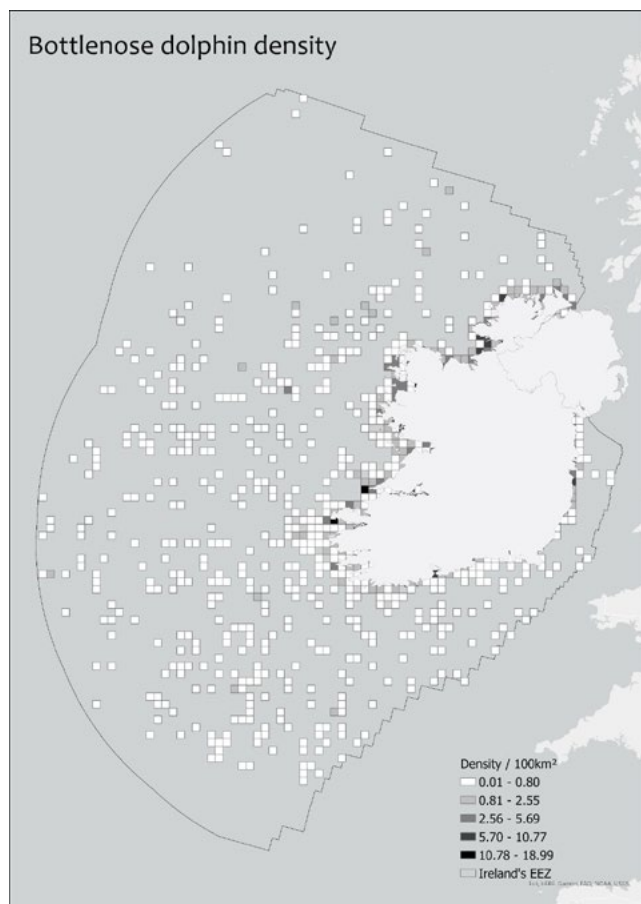 Bottlenose dolphin density
Density / 100km²
0.01 - 0.80
0.81 - 2.55
2.56 - 5.69
5.70 - 10.77
10.78 - 18.99
Ireland's EEZ